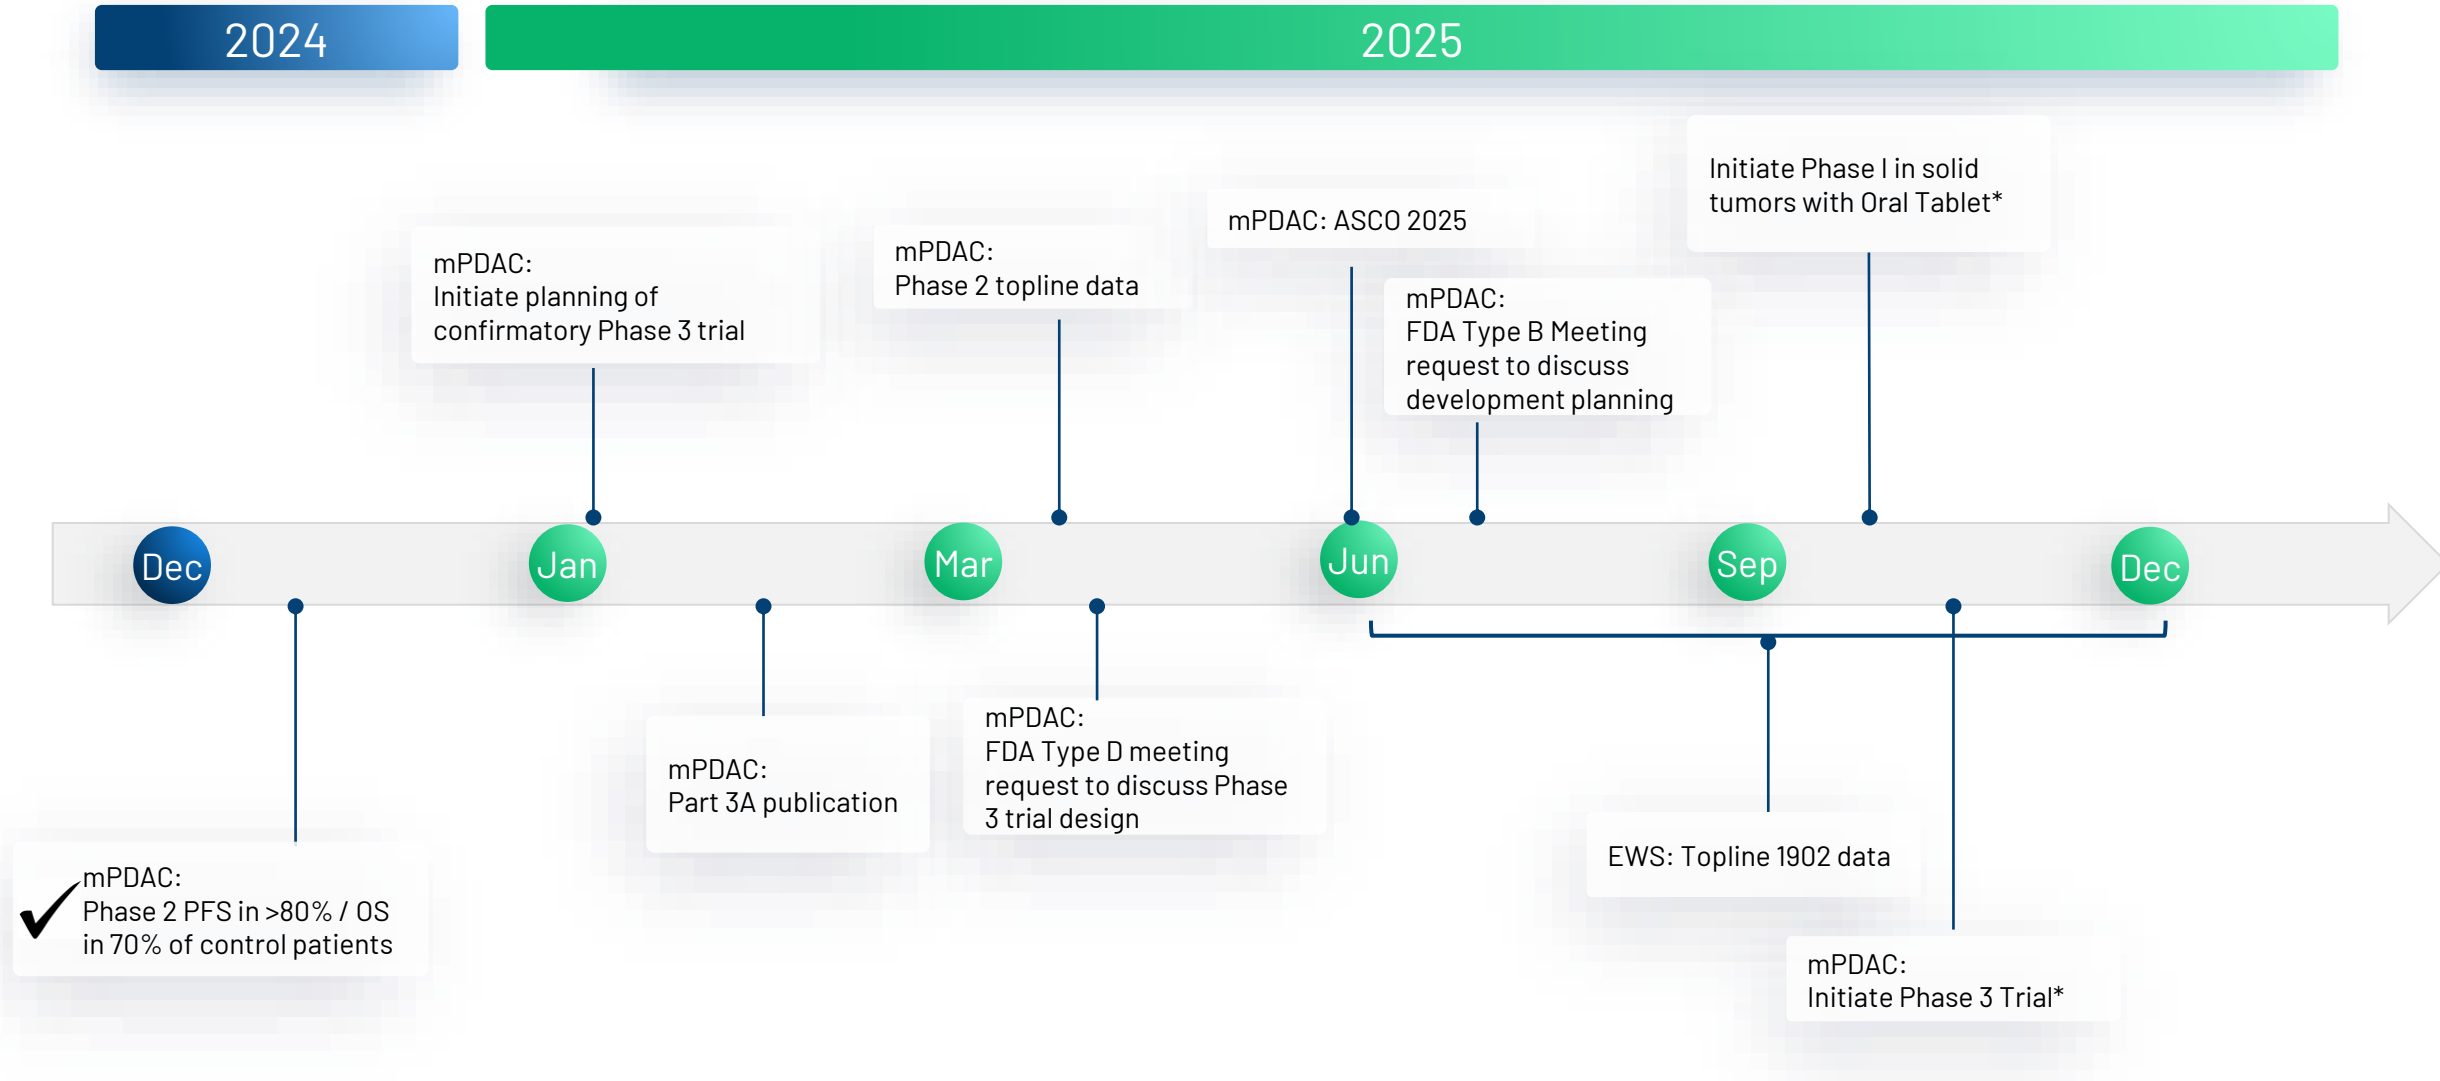 2024
2025
Initiate Phase I in solid
tumors with Oral Tablet*
mPDAC: ASCO 2025
mPDAC:
Initiate planning of
confirmatory Phase 3 trial
mPDAC:
Phase 2 topline data
mPDAC:
FDA Type B Meeting
request to discuss
development planning
Dec
Jan
Mar
Jun
Sep
Dec
mPDAC:
Phase 2 PFS in >80% / OS
in 70% of control patients
mPDAC:
Part 3A publication
mPDAC:
FDA Type D meeting
request to discuss Phase
3 trial design
EWS: Topline 1902 data
mPDAC:
Initiate Phase 3 Trial*